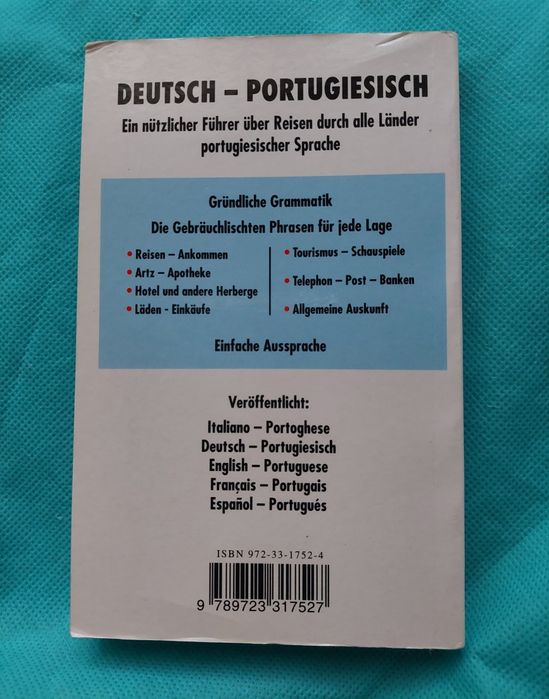 DEUTSCH – PORTUGIESISCH
Ein nützlicher Führer über Reisen durch alle Länder
portugiesischer Sprache
Gründliche Grammatik
Die Gebräuchlischten Phrasen für jede Lage
• Reisen – Ankommen
• Artz – Apotheke
• Hotel und andere Herberge
• Läden - Einkäufe
• Tourismus – Schauspiele
• Telephon – Post – Banken
• Allgemeine Auskunft
Einfache Aussprache
Veröffentlicht:
Italiano – Portoghese
Deutsch – Portugiesisch
English – Portuguese
Français – Portugais
Español – Portugués
ISBN 972-33-1752-4
9 789723 317527